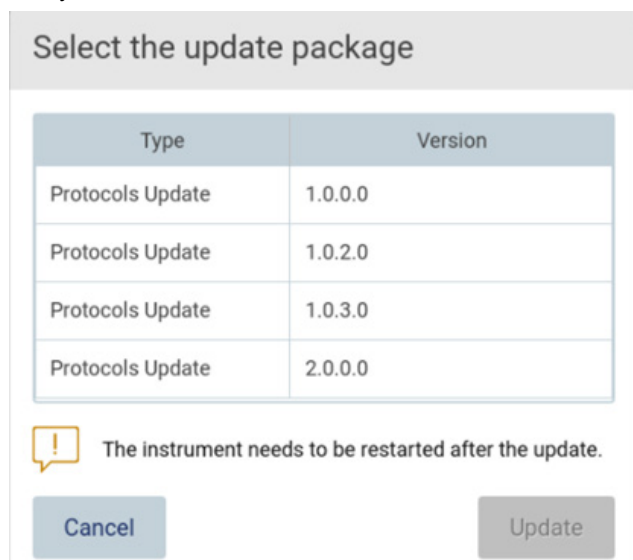 Select the update package
Type Version
Protocols Update 1.0.0.0
Protocols Update 1.0.2.0
Protocols Update 1.0.3.0
Protocols Update 2.0.0.0
! The instrument needs to be restarted after the update.
Cancel Update